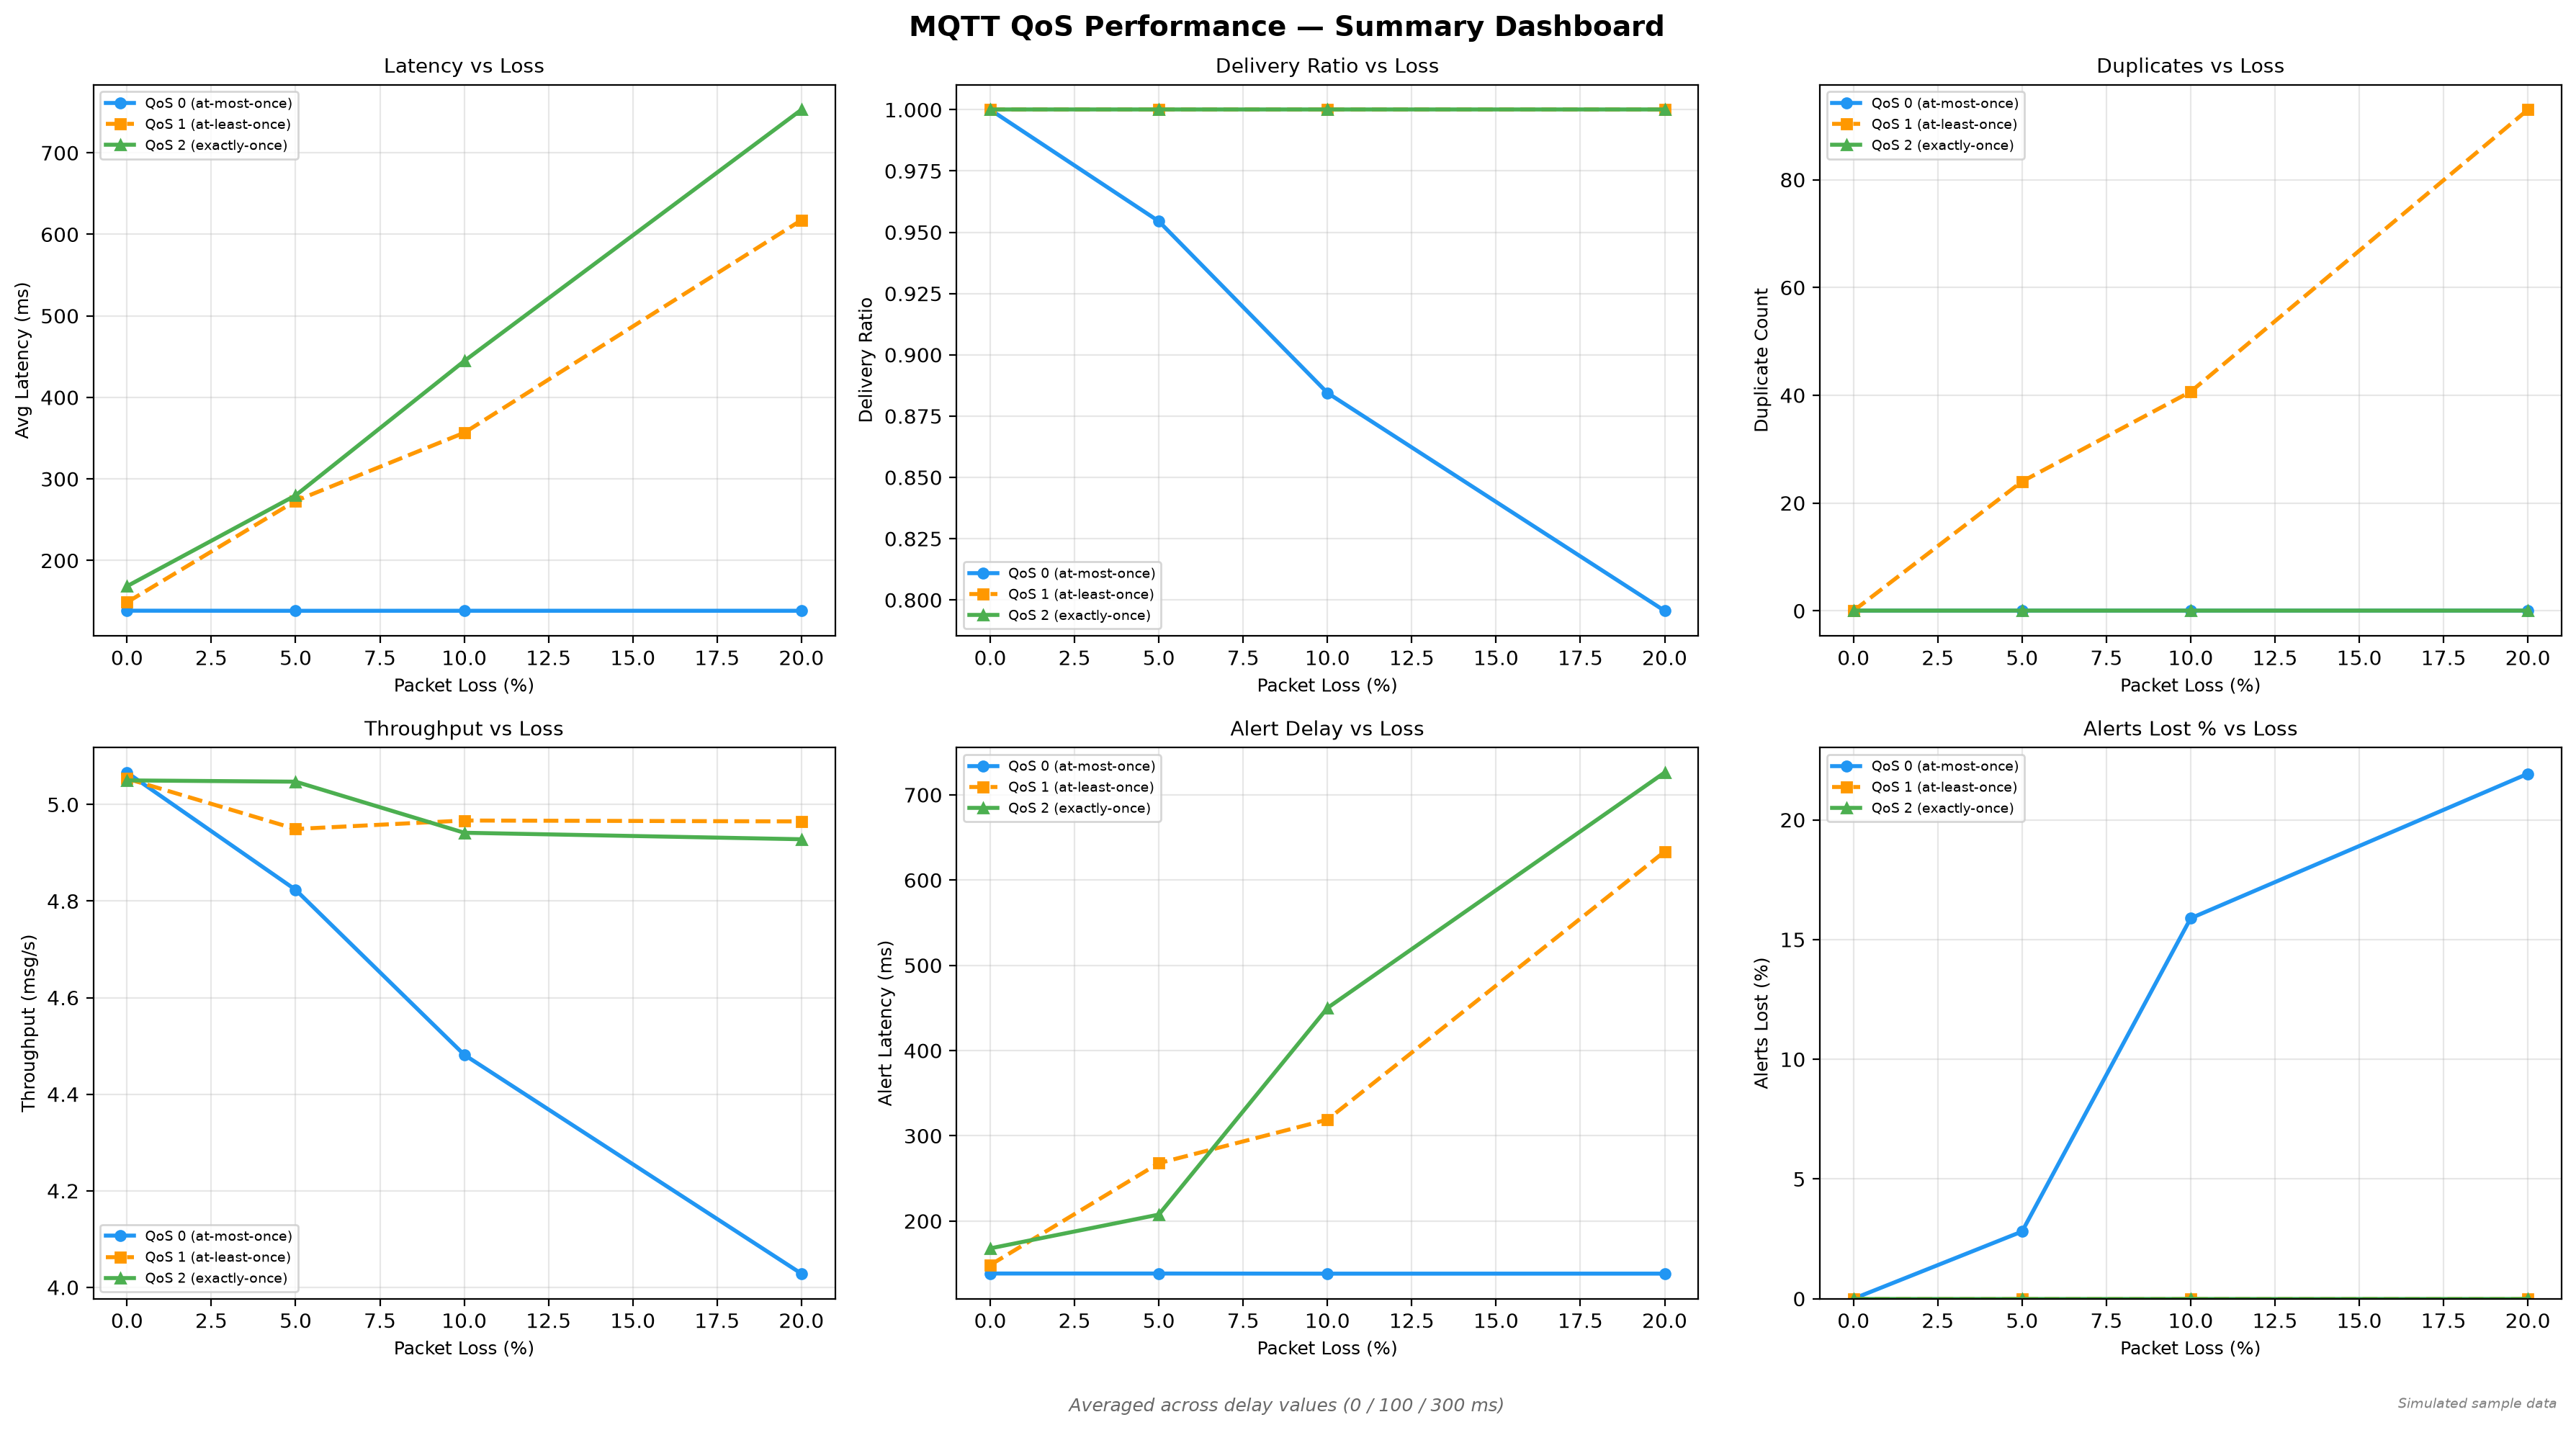 MQTT QoS Performance — Summary Dashboard
Latency vs Loss
QoS 0 (at-most-once)
QoS 1 (at-least-once)
QoS 2 (exactly-once)
700
600
500
400
300
200
Avg Latency (ms)
0.0 2.5 5.0 7.5 10.0 12.5 15.0 17.5 20.0
Packet Loss (%)
Delivery Ratio vs Loss
1.000
0.975
0.950
0.925
0.900
0.875
0.850
0.825
0.800
Delivery Ratio
QoS 0 (at-most-once)
QoS 1 (at-least-once)
QoS 2 (exactly-once)
0.0 2.5 5.0 7.5 10.0 12.5 15.0 17.5 20.0
Packet Loss (%)
Duplicates vs Loss
QoS 0 (at-most-once)
QoS 1 (at-least-once)
QoS 2 (exactly-once)
80
60
40
20
0
Duplicate Count
0.0 2.5 5.0 7.5 10.0 12.5 15.0 17.5 20.0
Packet Loss (%)
Throughput vs Loss
5.0
4.8
4.6
4.4
4.2
4.0
Throughput (msg/s)
QoS 0 (at-most-once)
QoS 1 (at-least-once)
QoS 2 (exactly-once)
0.0 2.5 5.0 7.5 10.0 12.5 15.0 17.5 20.0
Packet Loss (%)
Alert Delay vs Loss
QoS 0 (at-most-once)
QoS 1 (at-least-once)
QoS 2 (exactly-once)
700
600
500
400
300
200
Alert Latency (ms)
0.0 2.5 5.0 7.5 10.0 12.5 15.0 17.5 20.0
Packet Loss (%)
Alerts Lost % vs Loss
QoS 0 (at-most-once)
QoS 1 (at-least-once)
QoS 2 (exactly-once)
20
15
10
5
0
Alerts Lost (%)
0.0 2.5 5.0 7.5 10.0 12.5 15.0 17.5 20.0
Packet Loss (%)
Averaged across delay values (0 / 100 / 300 ms)
Simulated sample data